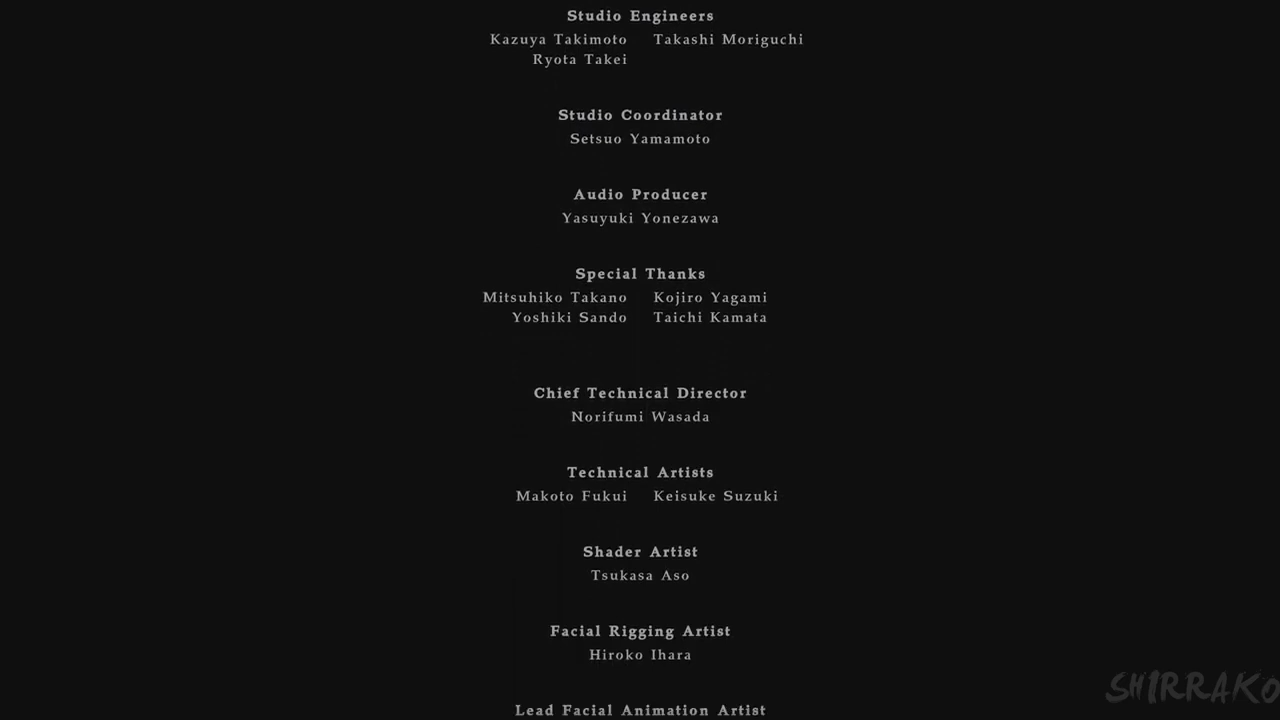 Studio Engineers
Kazuya Takimoto Takashi Moriguchi
Ryota Takei
Studio Coordinator
Setsuo Yamamoto
Audio Producer
Yasuyuki Yonezawa
Special Thanks
Mitsuhiko Takano Kojiro Yagami
Yoshiki Sando Taichi Kamata
Chief Technical Director
Norifumi Wasada
Technical Artists
Makoto Fukui Keisuke Suzuki
Shader Artist
Tsukasa Aso
Facial Rigging Artist
Hiroko Ihara
SHIRRAKO
Lead Facial Animation Artist